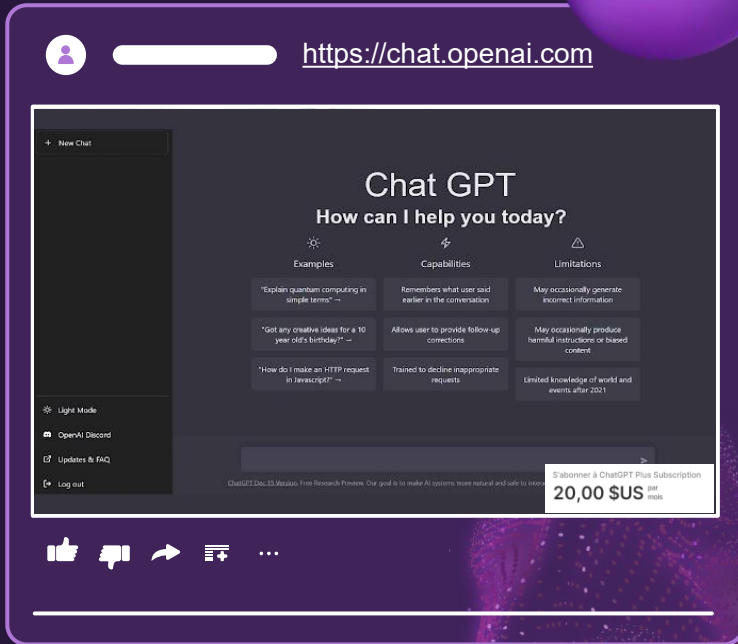 https://chat.openai.com
+ New Chat
Chat GPT
How can I help you today?
Examples
Capabilities
Limitations
"Explain quantum computing in
simple terms" →
Remembers what user said
earlier in the conversation
May occasionally generate
incorrect information
"Got any creative ideas for a 10
year old's birthday?" →
Allows user to provide follow-up
corrections
May occasionally produce
harmful instructions or biased
content
"How do I make an HTTP request
in Javascript?" →
Trained to decline inappropriate
requests
Limited knowledge of world and
events after 2021
Light Mode
OpenAI Discord
Updates & FAQ
Log out
ChatGPT Dec 15 Version. Free Research Preview. Our goal is to make AI systems more natural and safe to
S'abonner à ChatGPT Plus Subscription
20,00 $US par
mois